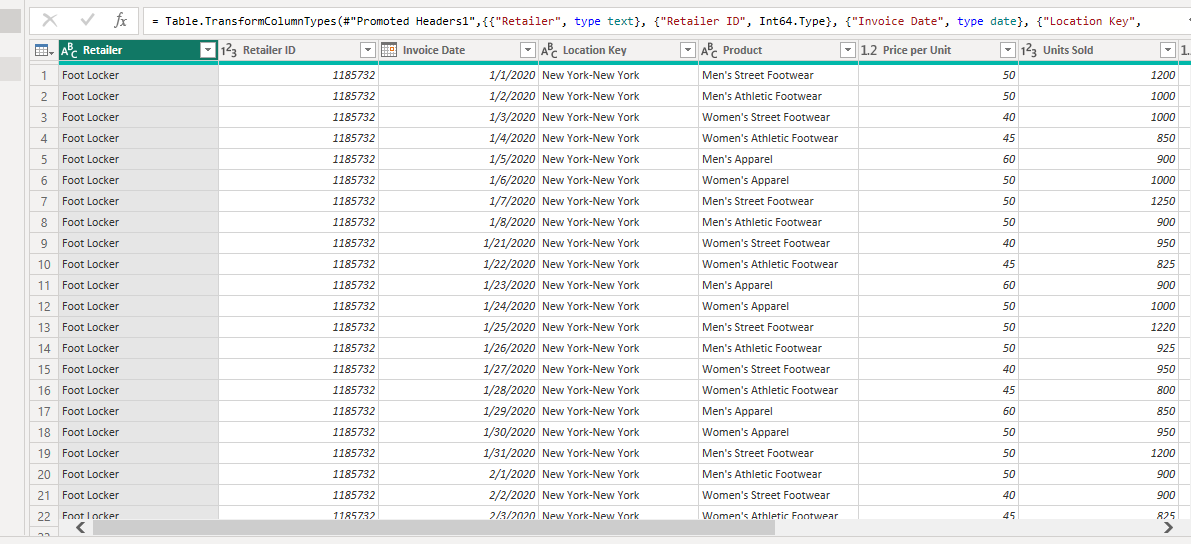 fx = Table.TransformColumnTypes(#"Promoted Headers1",{{"Retailer", type text}, {"Retailer ID", Int64.Type}, {"Invoice Date", type date}, {"Location Key",
ABC Retailer 123 Retailer ID Invoice Date ABC Location Key ABC Product 1.2 Price per Unit 123 Units Sold 1.
1 Foot Locker 1185732 1/1/2020 New York-New York Men's Street Footwear 50 1200
2 Foot Locker 1185732 1/2/2020 New York-New York Men's Athletic Footwear 50 1000
3 Foot Locker 1185732 1/3/2020 New York-New York Women's Street Footwear 40 1000
4 Foot Locker 1185732 1/4/2020 New York-New York Women's Athletic Footwear 45 850
5 Foot Locker 1185732 1/5/2020 New York-New York Men's Apparel 60 900
6 Foot Locker 1185732 1/6/2020 New York-New York Women's Apparel 50 1000
7 Foot Locker 1185732 1/7/2020 New York-New York Men's Street Footwear 50 1250
8 Foot Locker 1185732 1/8/2020 New York-New York Men's Athletic Footwear 50 900
9 Foot Locker 1185732 1/21/2020 New York-New York Women's Street Footwear 40 950
10 Foot Locker 1185732 1/22/2020 New York-New York Women's Athletic Footwear 45 825
11 Foot Locker 1185732 1/23/2020 New York-New York Men's Apparel 60 900
12 Foot Locker 1185732 1/24/2020 New York-New York Women's Apparel 50 1000
13 Foot Locker 1185732 1/25/2020 New York-New York Men's Street Footwear 50 1220
14 Foot Locker 1185732 1/26/2020 New York-New York Men's Athletic Footwear 50 925
15 Foot Locker 1185732 1/27/2020 New York-New York Women's Street Footwear 40 950
16 Foot Locker 1185732 1/28/2020 New York-New York Women's Athletic Footwear 45 800
17 Foot Locker 1185732 1/29/2020 New York-New York Men's Apparel 60 850
18 Foot Locker 1185732 1/30/2020 New York-New York Women's Apparel 50 950
19 Foot Locker 1185732 1/31/2020 New York-New York Men's Street Footwear 50 1200
20 Foot Locker 1185732 2/1/2020 New York-New York Men's Athletic Footwear 50 900
21 Foot Locker 1185732 2/2/2020 New York-New York Women's Street Footwear 40 900
22 Foot Locker 1185732 2/3/2020 New York-New York Women's Athletic Footwear 45 825